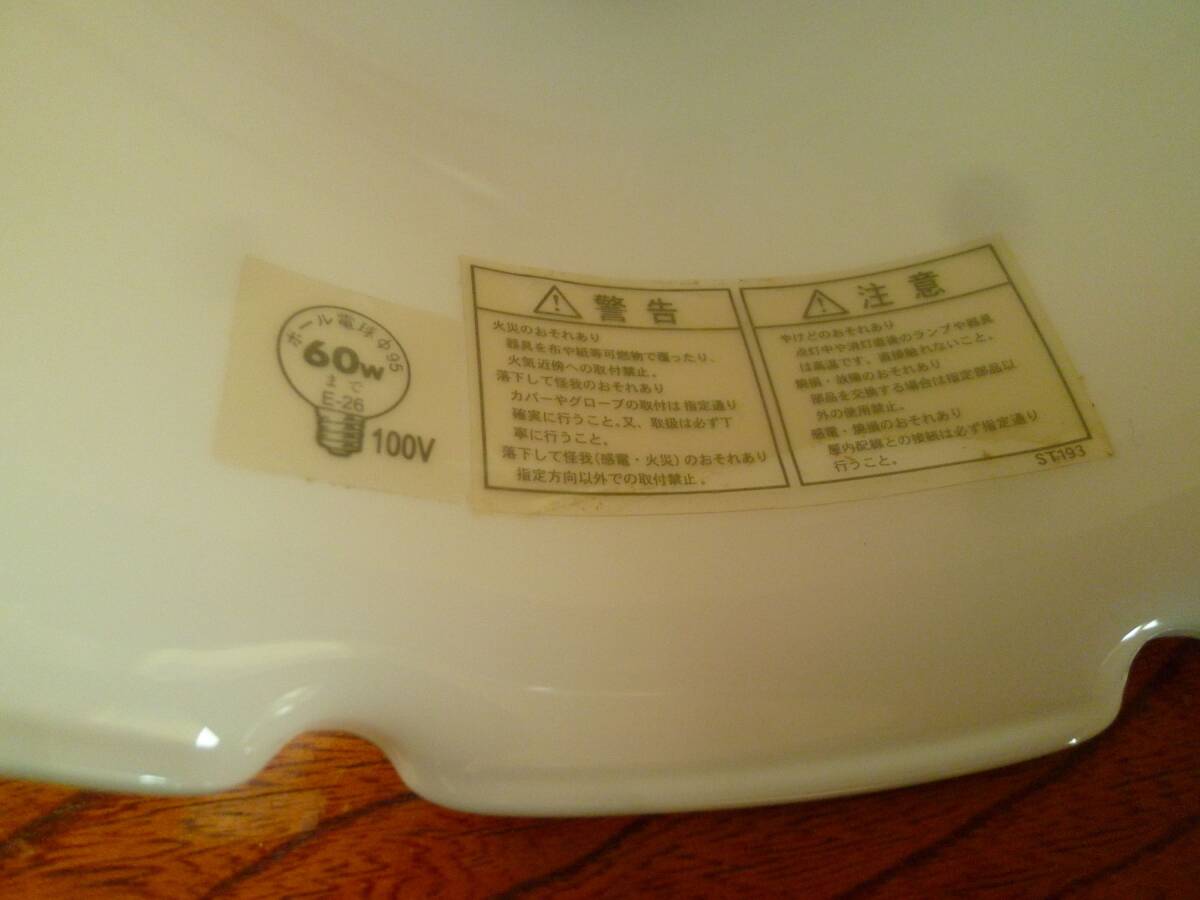 ボール電球φ95
60W
まで
E-26
100V
警告
火災のおそれあり
器具を布や紙等可燃物で覆ったり、
火気近傍への取付禁止。
落下して怪我のおそれあり
カバーやグローブの取付は指定通り
確実に行うこと。又、取扱は必ず丁
寧に行うこと。
落下して怪我(感電・火災)のおそれあり
指定方向以外での取付禁止。
注意
やけどのおそれあり
点灯中や消灯直後のランプや器具
は高温です。直接触れないこと。
焼損・故障のおそれあり
部品を交換する場合は指定部品以
外の使用禁止。
感電・焼損のおそれあり
屋内配線との接続は必ず指定通り
行うこと。
ST-193